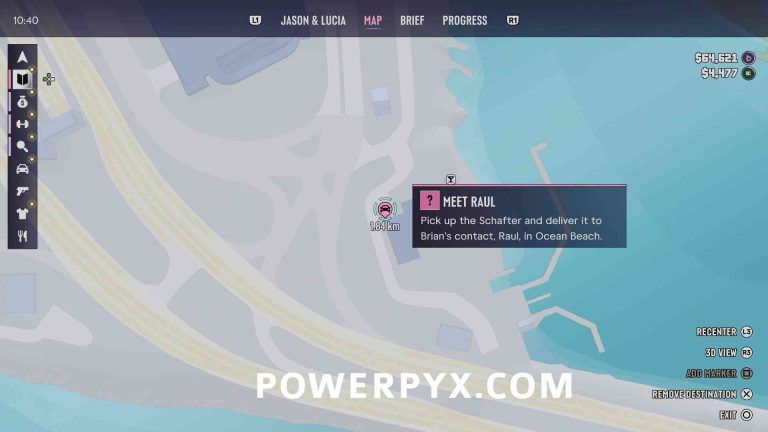 10:40
L1 JASON & LUCIA MAP BRIEF PROGRESS R1
$64,621
$4,477
? MEET RAUL
Pick up the Schafter and deliver it to
Brian's contact, Raul, in Ocean Beach.
1.84 km
RECENTER L3
3D VIEW R3
ADD MARKER
REMOVE DESTINATION
EXIT
POWERPYX.COM